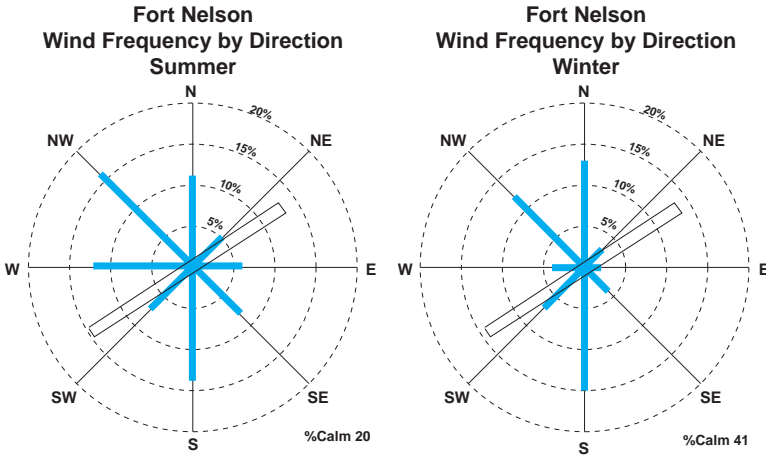 Fort Nelson
Wind Frequency by Direction
Summer
N
20%
NW
NE
15%
10%
5%
W
E
SW
SE
S
%Calm 20
Fort Nelson
Wind Frequency by Direction
Winter
N
20%
NW
NE
15%
10%
5%
W
E
SW
SE
S
%Calm 41